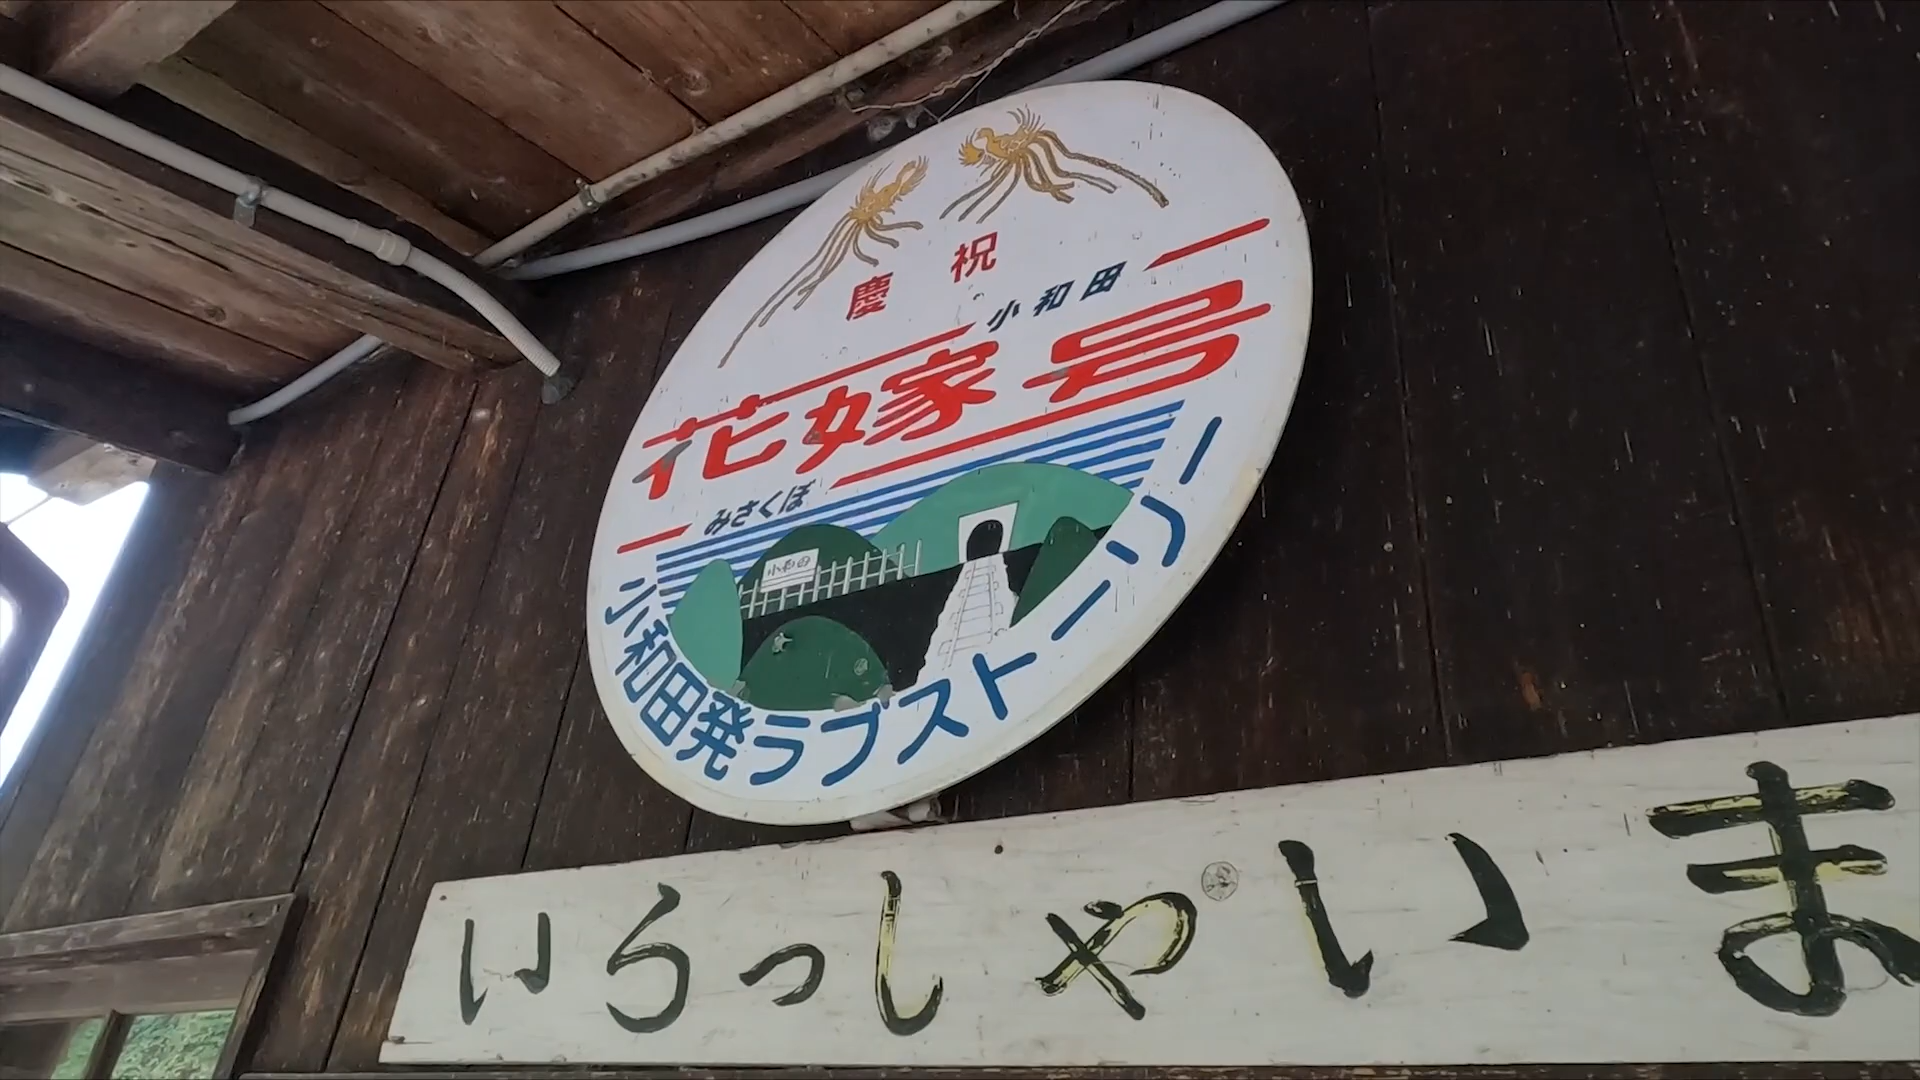 慶祝
小和田
花嫁号
みさくぼ
小和田
小和田発ラブストーリー
いらっしゃいま